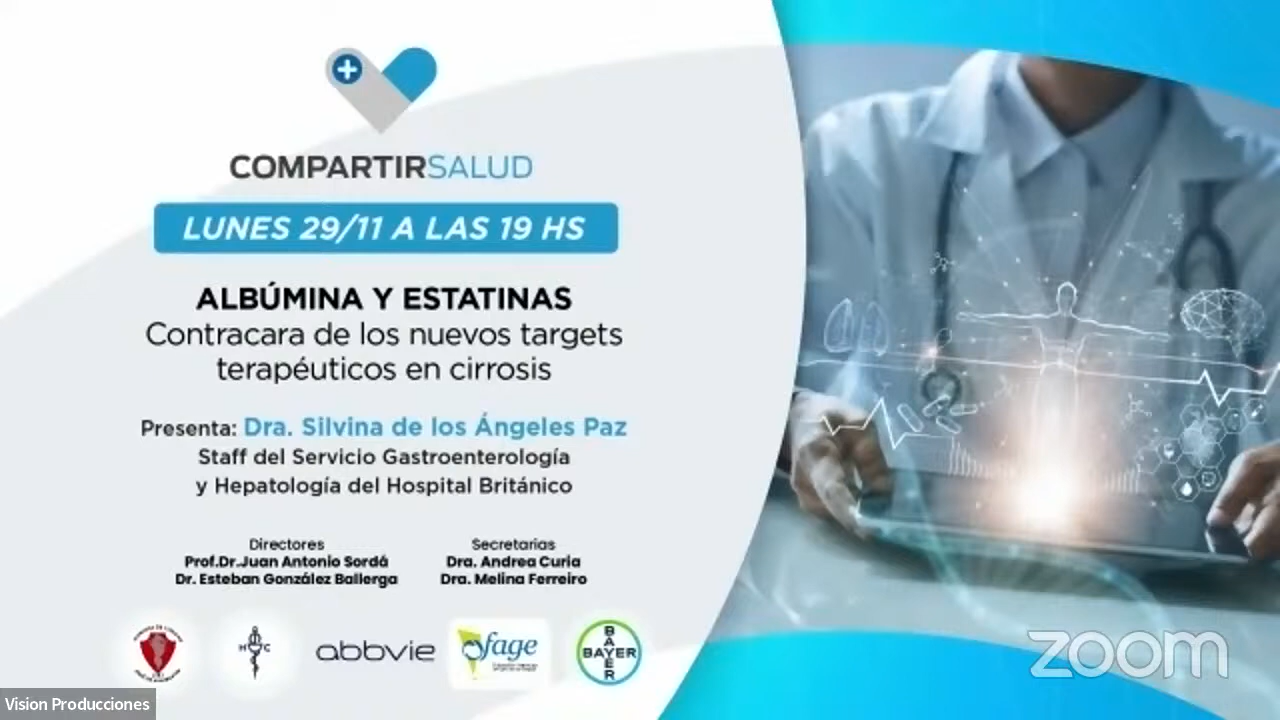 COMPARTIRSALUD
LUNES 29/11 A LAS 19 HS
ALBÚMINA Y ESTATINAS
Contracara de los nuevos targets
terapéuticos en cirrosis
Presenta: Dra. Silvina de los Ángeles Paz
Staff del Servicio Gastroenterología
y Hepatología del Hospital Británico
Directores
Prof.Dr.Juan Antonio Sordá
Dr. Esteban González Ballerga
Secretarias
Dra. Andrea Curia
Dra. Melina Ferreiro
H C
abbvie
fage
BAYER
BAYER
zoom
Vision Producciones